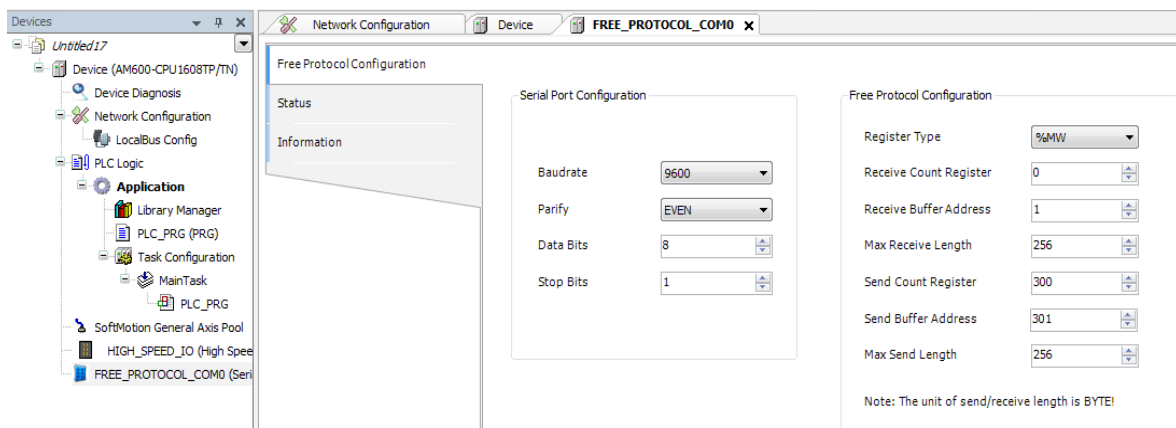 Devices
Untitled17
Device (AM600-CPU1608TP/TN)
Device Diagnosis
Network Configuration
LocalBus Config
PLC Logic
Application
Library Manager
PLC_PRG (PRG)
Task Configuration
MainTask
PLC_PRG
SoftMotion General Axis Pool
HIGH_SPEED_IO (High Spee
FREE_PROTOCOL_COM0 (Seri
Network Configuration
Device
FREE_PROTOCOL_COM0
Free Protocol Configuration
Status
Information
Serial Port Configuration
Baudrate 9600
Parify EVEN
Data Bits 8
Stop Bits 1
Free Protocol Configuration
Register Type %MW
Receive Count Register 0
Receive Buffer Address 1
Max Receive Length 256
Send Count Register 300
Send Buffer Address 301
Max Send Length 256
Note: The unit of send/receive length is BYTE!